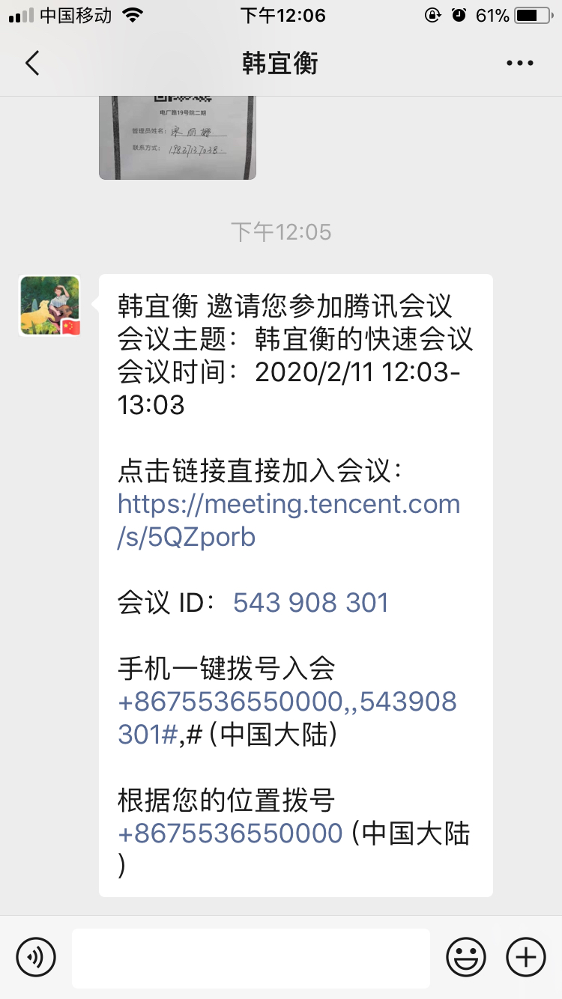 中国移动
下午12:06
61%
韩宜衡
电厂路19号院二期
管理员姓名：
联系方式：
下午12:05
韩宜衡 邀请您参加腾讯会议
会议主题：韩宜衡的快速会议
会议时间：2020/2/11 12:03-
13:03
点击链接直接加入会议：
https://meeting.tencent.com
/s/5QZporb
会议 ID：543 908 301
手机一键拨号入会
+8675536550000,,543908
301#,# (中国大陆)
根据您的位置拨号
+8675536550000 (中国大陆
)